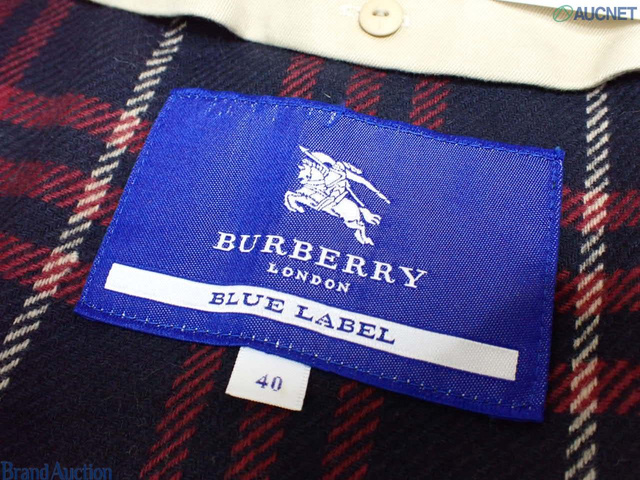 AUCNET
BURBERRY
LONDON
BLUE LABEL
40
Brand Auction